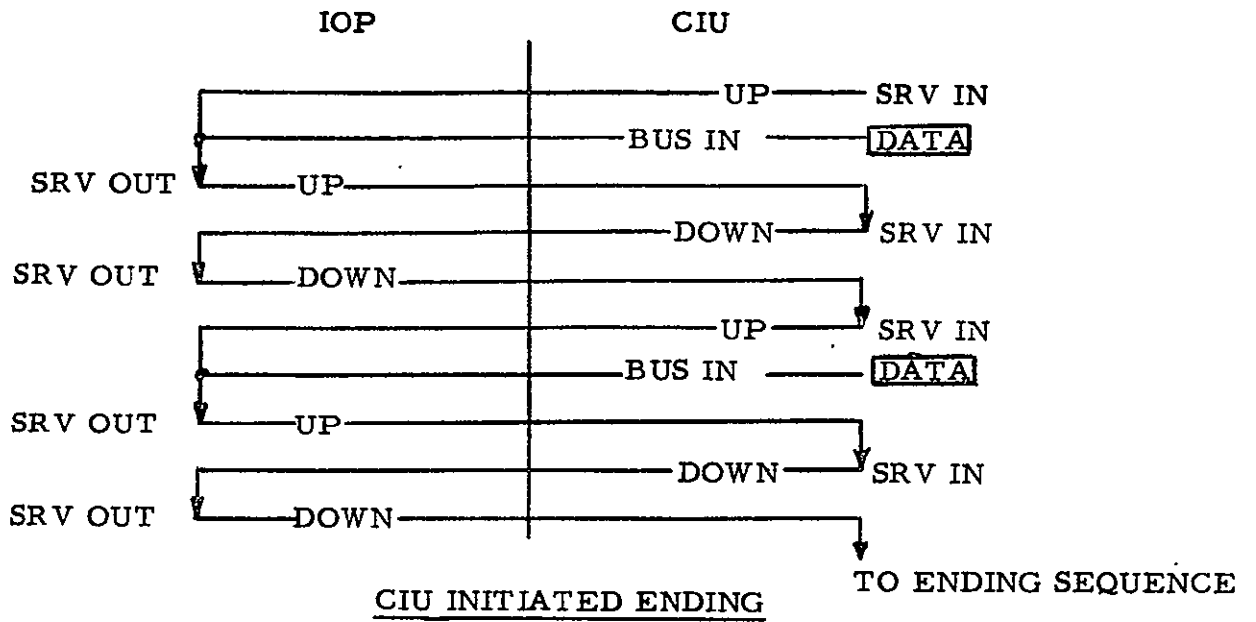 IOP CIU
UP SRV IN
BUS IN DATA
SRV OUT UP
DOWN SRV IN
SRV OUT DOWN
UP SRV IN
BUS IN DATA
SRV OUT UP
DOWN SRV IN
SRV OUT DOWN
TO ENDING SEQUENCE
CIU INITIATED ENDING